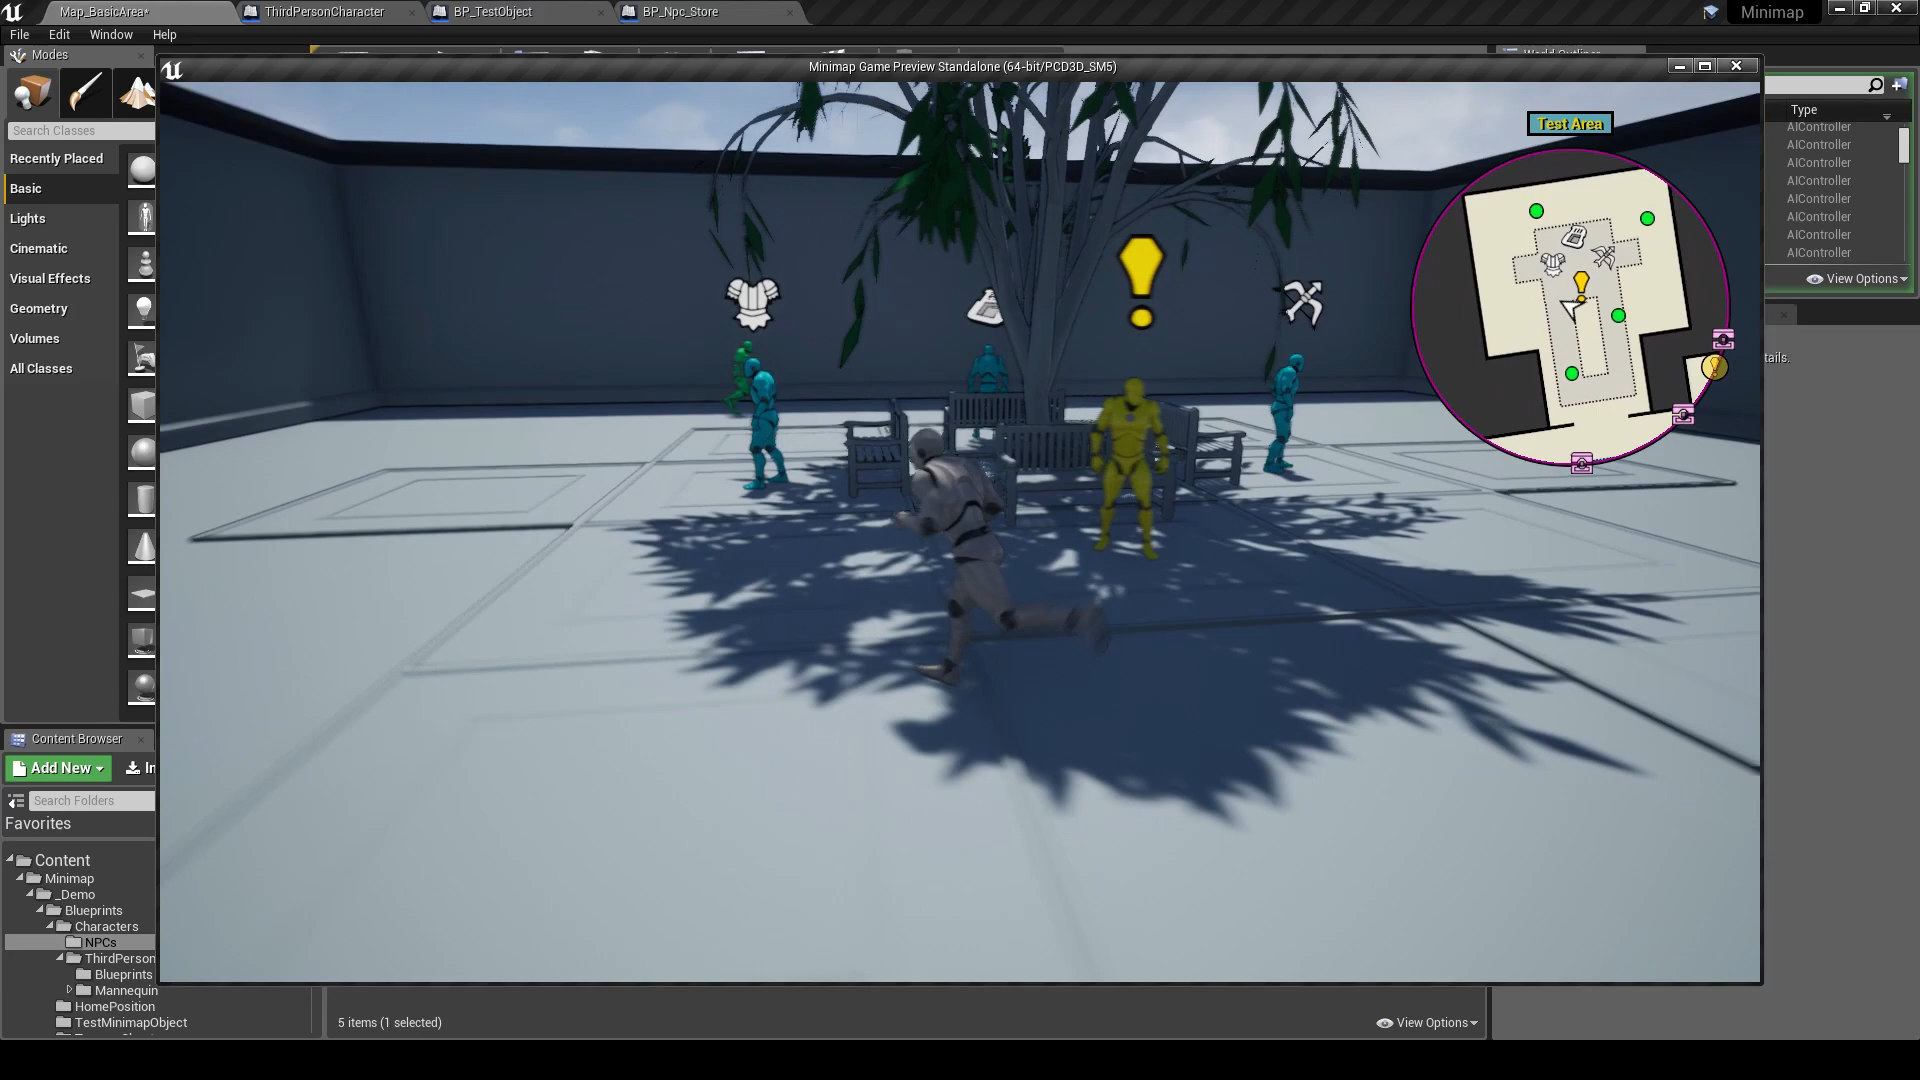 Map_BasicArea*
ThirdPersonCharacter
BP_TestObject
BP_Npc_Store
Minimap
File Edit Window Help
Modes
Minimap Game Preview Standalone (64-bit/PCD3D_SM5)
Search Classes
Recently Placed
Basic
Lights
Cinematic
Visual Effects
Geometry
Volumes
All Classes
Test Area
Type
AIController
AIController
AIController
AIController
AIController
AIController
AIController
AIController
View Options
tails.
Content Browser
Add New
Search Folders
Favorites
Content
Minimap
_Demo
Blueprints
Characters
NPCs
ThirdPerson
Blueprints
Mannequin
HomePosition
TestMinimapObject
5 items (1 selected)
View Options